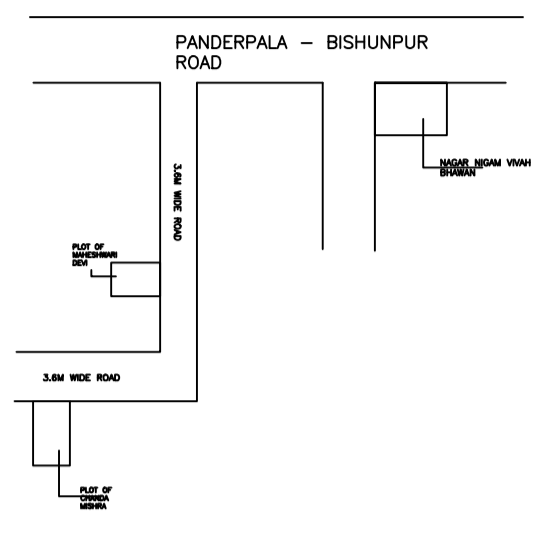 PANDERPALA - BISHUNPUR
ROAD
NAGAR NIGAM VIVAH
BHAWAN
3.6M WIDE ROAD
PLOT OF
MAHESHWARI
DEVI
3.6M WIDE ROAD
PLOT OF
CHANDA
MISHRA